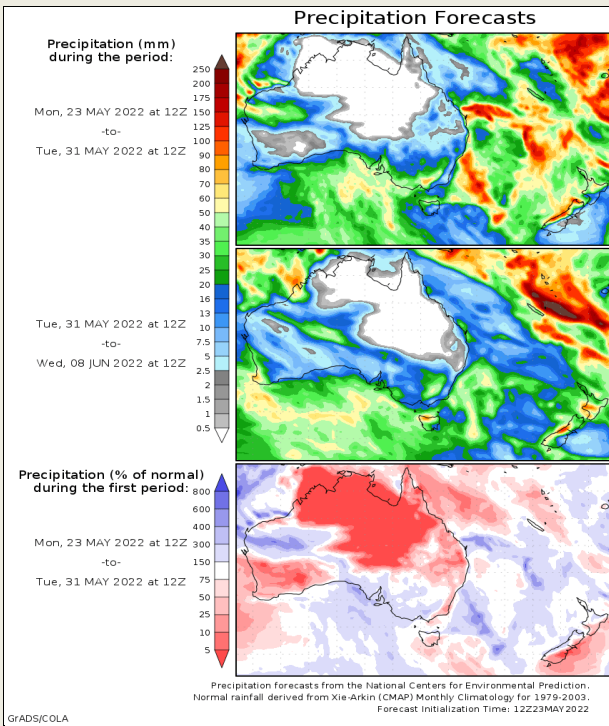 Precipitation Forecasts
Precipitation (mm)
during the period:
Mon, 23 MAY 2022 at 12Z
-to-
Tue, 31 MAY 2022 at 12Z
250
200
175
150
125
100
90
80
70
60
50
40
35
30
25
20
16
13
10
7.5
5
2.5
2
1.5
1
0.5
Tue, 31 MAY 2022 at 12Z
-to-
Wed, 08 JUN 2022 at 12Z
Precipitation (% of normal)
during the first period:
Mon, 23 MAY 2022 at 12Z
-to-
Tue, 31 MAY 2022 at 12Z
800
600
400
300
150
75
50
25
10
5
Precipitation forecasts from the National Centers for Environmental Prediction.
Normal rainfall derived from Xie-Arkin (CMAP) Monthly Climatology for 1979-2003.
Forecast Initialization Time: 12Z23MAY2022
GrADS/COLA